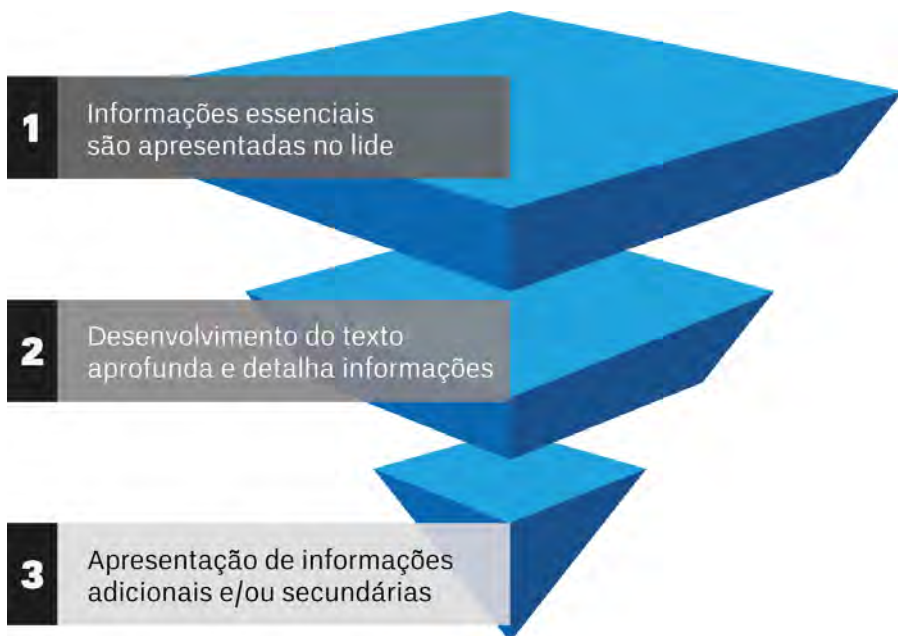 1
Informações essenciais
são apresentadas no lide
2
Desenvolvimento do texto
aprofunda e detalha informações
3
Apresentação de informações
adicionais e/ou secundárias